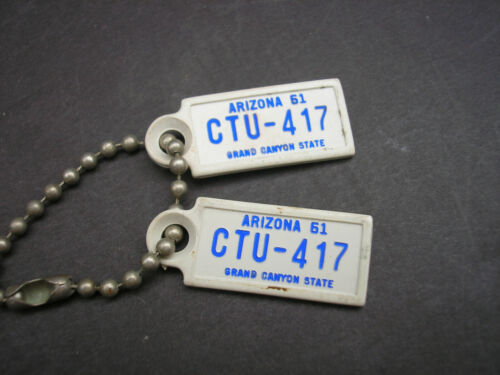 ARIZONA 61
CTU-417
GRAND CANYON STATE
ARIZONA 61
CTU-417
GRAND CANYON STATE